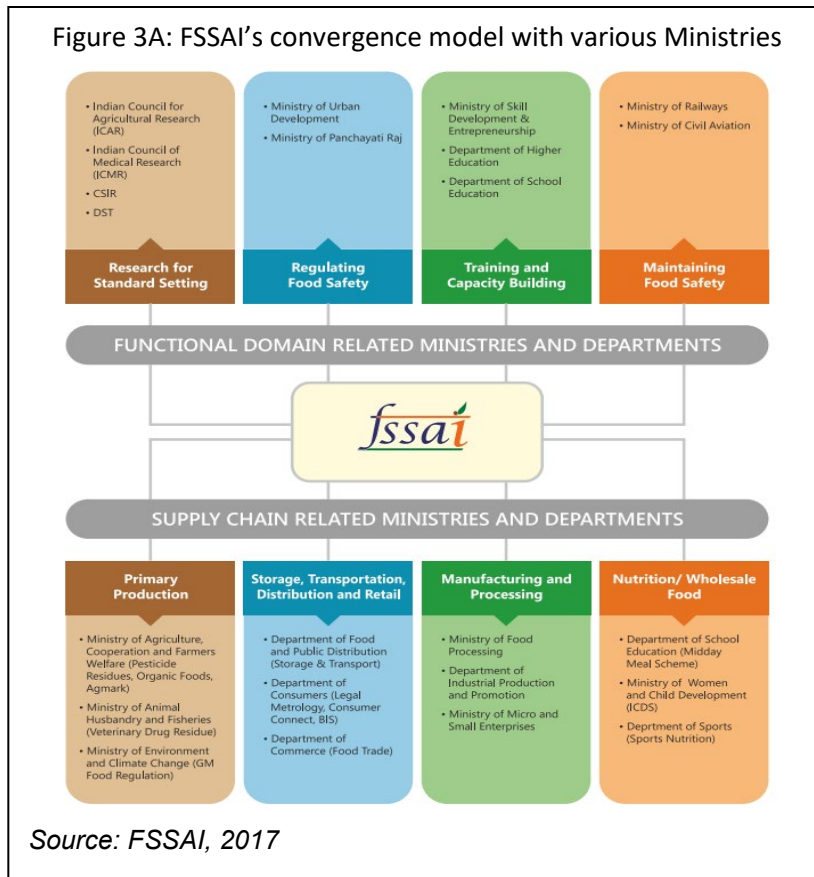 Figure 3A: FSSAI's convergence model with various Ministries
• Indian Council for
Agricultural Research
(ICAR)
• Indian Council of
Medical Research
(ICMR)
• CSIR
• DST
Research for
Standard Setting
• Ministry of Urban
Development
• Ministry of Panchayati Raj
Regulating
Food Safety
• Ministry of Skill
Development &
Entrepreneurship
• Department of Higher
Education
• Department of School
Education
Training and
Capacity Building
• Ministry of Railways
• Ministry of Civil Aviation
Maintaining
Food Safety
FUNCTIONAL DOMAIN RELATED MINISTRIES AND DEPARTMENTS
fssai
SUPPLY CHAIN RELATED MINISTRIES AND DEPARTMENTS
Primary
Production
• Ministry of Agriculture,
Cooperation and Farmers
Welfare (Pesticide
Residues, Organic Foods,
Agmark)
• Ministry of Animal
Husbandry and Fisheries
(Veterinary Drug Residue)
• Ministry of Environment
and Climate Change (GM
Food Regulation)
Storage, Transportation,
Distribution and Retail
• Department of Food
and Public Distribution
(Storage & Transport)
• Department of
Consumers (Legal
Metrology, Consumer
Connect, BIS)
• Department of
Commerce (Food Trade)
Manufacturing and
Processing
• Ministry of Food
Processing
• Department of
Industrial Production
and Promotion
• Ministry of Micro and
Small Enterprises
Nutrition/ Wholesale
Food
• Department of School
Education (Midday
Meal Scheme)
• Ministry of Women
and Child Development
(ICDS)
• Deprtment of Sports
(Sports Nutrition)
Source: FSSAI, 2017